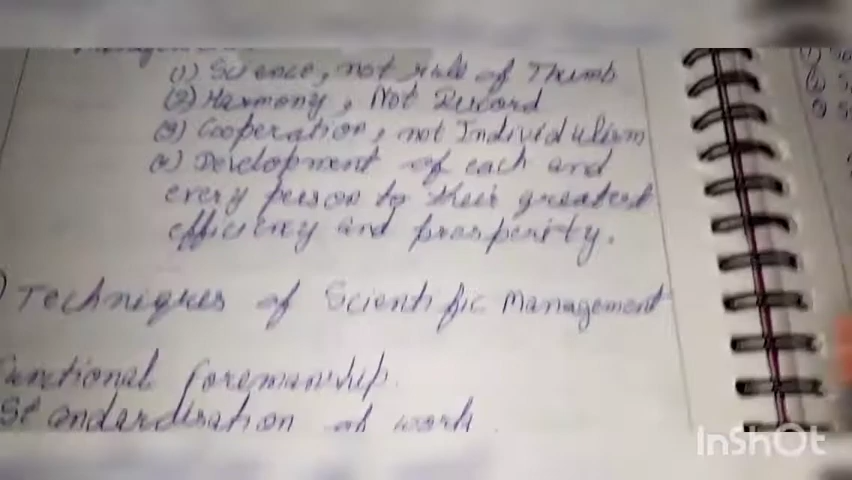 (1) Science, not rule of Thumb
(2) Harmony, Not Discord
(3) Cooperation, not Individulism
(4) Development of each and
every person to their greatest
efficiency and prosperity.
Techniques of Scientific Management
Functional foremanship.
Standardisation of work.
InShOt